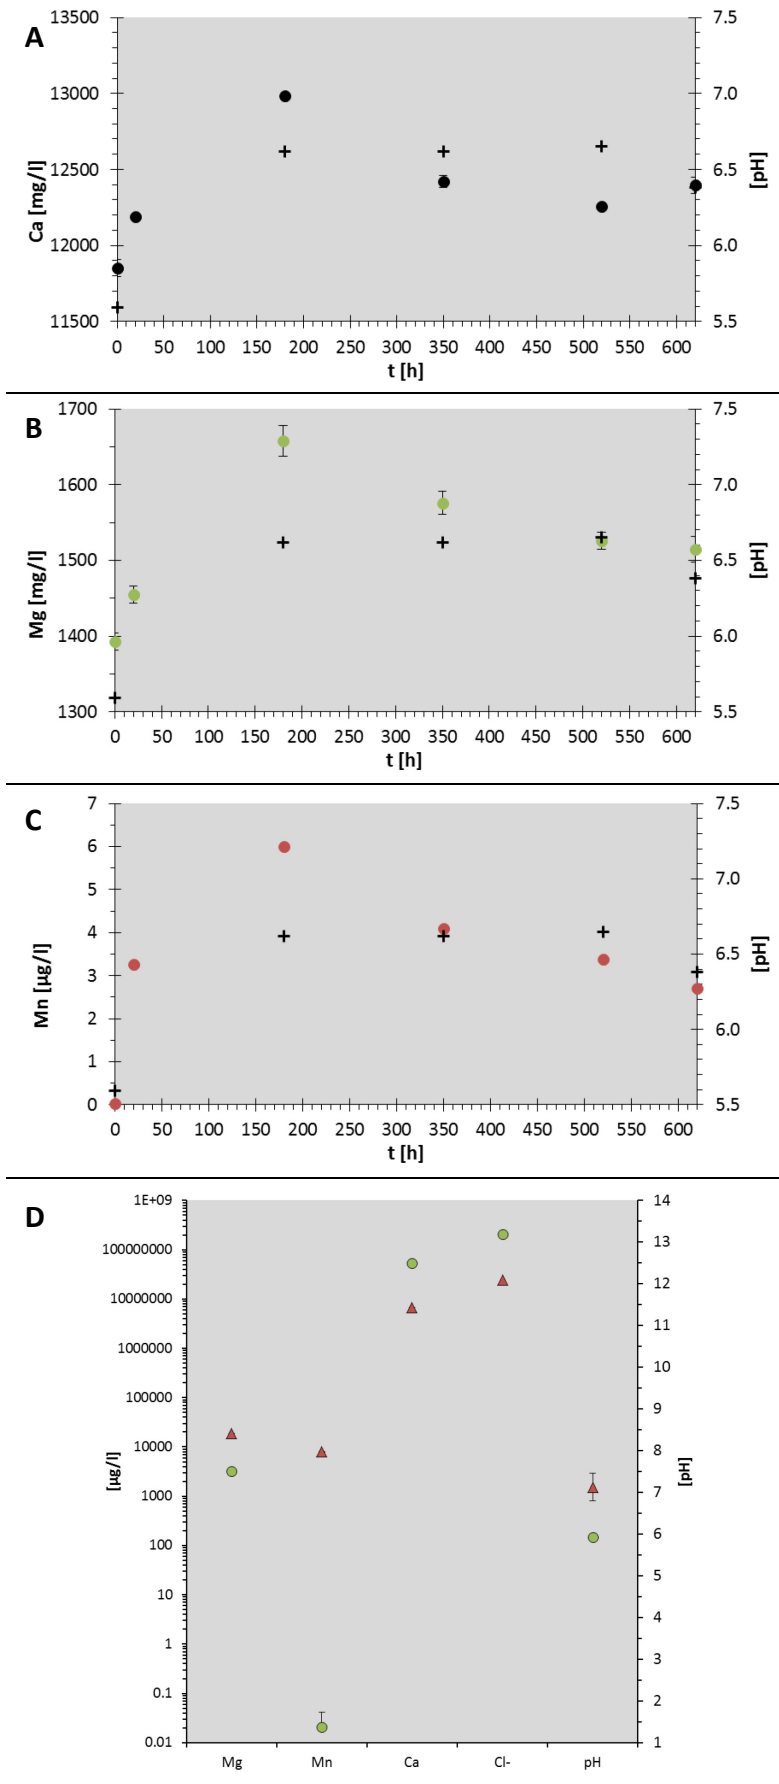 A
13500
13000
12500
12000
11500
Ca [mg/l]
7.5
7.0
6.5
6.0
5.5
[pH]
0 50 100 150 200 250 300 350 400 450 500 550 600
t [h]
B
1700
1600
1500
1400
1300
Mg [mg/l]
7.5
7.0
6.5
6.0
5.5
[pH]
0 50 100 150 200 250 300 350 400 450 500 550 600
t [h]
C
7
6
5
4
3
2
1
0
Mn [µg/l]
7.5
7.0
6.5
6.0
5.5
[pH]
0 50 100 150 200 250 300 350 400 450 500 550 600
t [h]
D
1E+09
100000000
10000000
1000000
100000
10000
1000
100
10
1
0.1
0.01
[µg/l]
14
13
12
11
10
9
8
7
6
5
4
3
2
1
[pH]
Mg Mn Ca Cl- pH